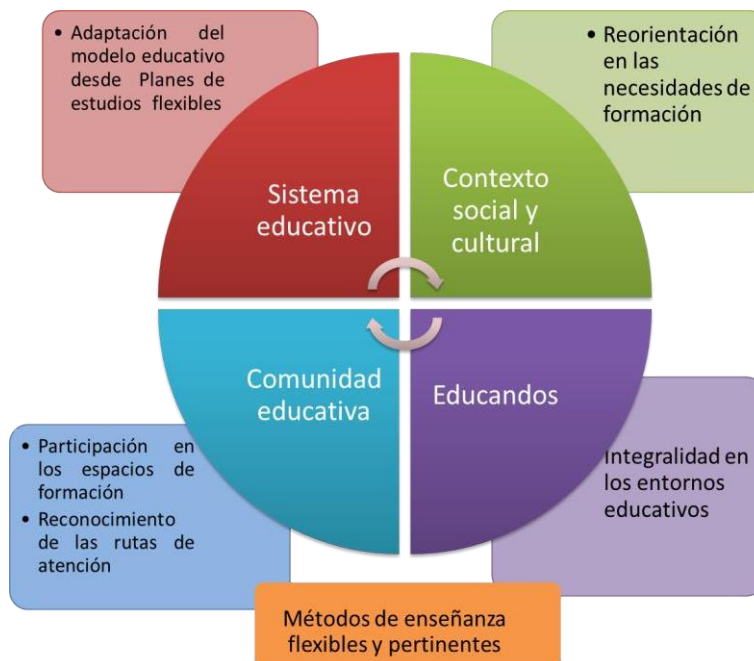 • Adaptación del
modelo educativo
desde Planes de
estudios flexibles
• Reorientación
en las
necesidades de
formación
Sistema
educativo
Contexto
social y
cultural
Comunidad
educativa
Educandos
• Participación en
los espacios de
formación
• Reconocimiento
de las rutas de
atención
Integralidad en
los entornos
educativos
Métodos de enseñanza
flexibles y pertinentes